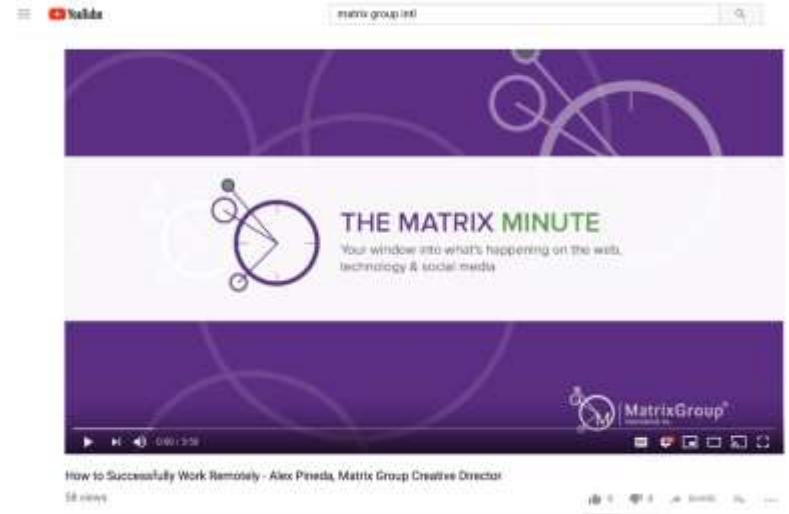 YouTube
matrix group intl
THE MATRIX MINUTE
Your window into what's happening on the web,
technology & social media
MatrixGroup®
How to Successfully Work Remotely - Alex Pineda, Matrix Group Creative Director
58 views
SHARE